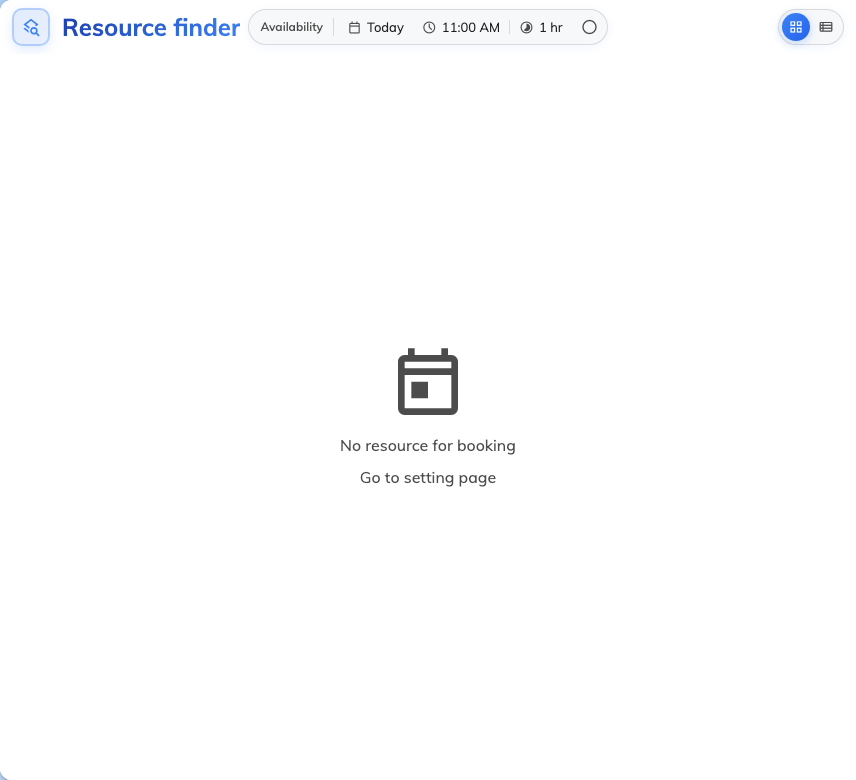 Resource finder
Availability
Today
11:00 AM
1 hr
No resource for booking
Go to setting page